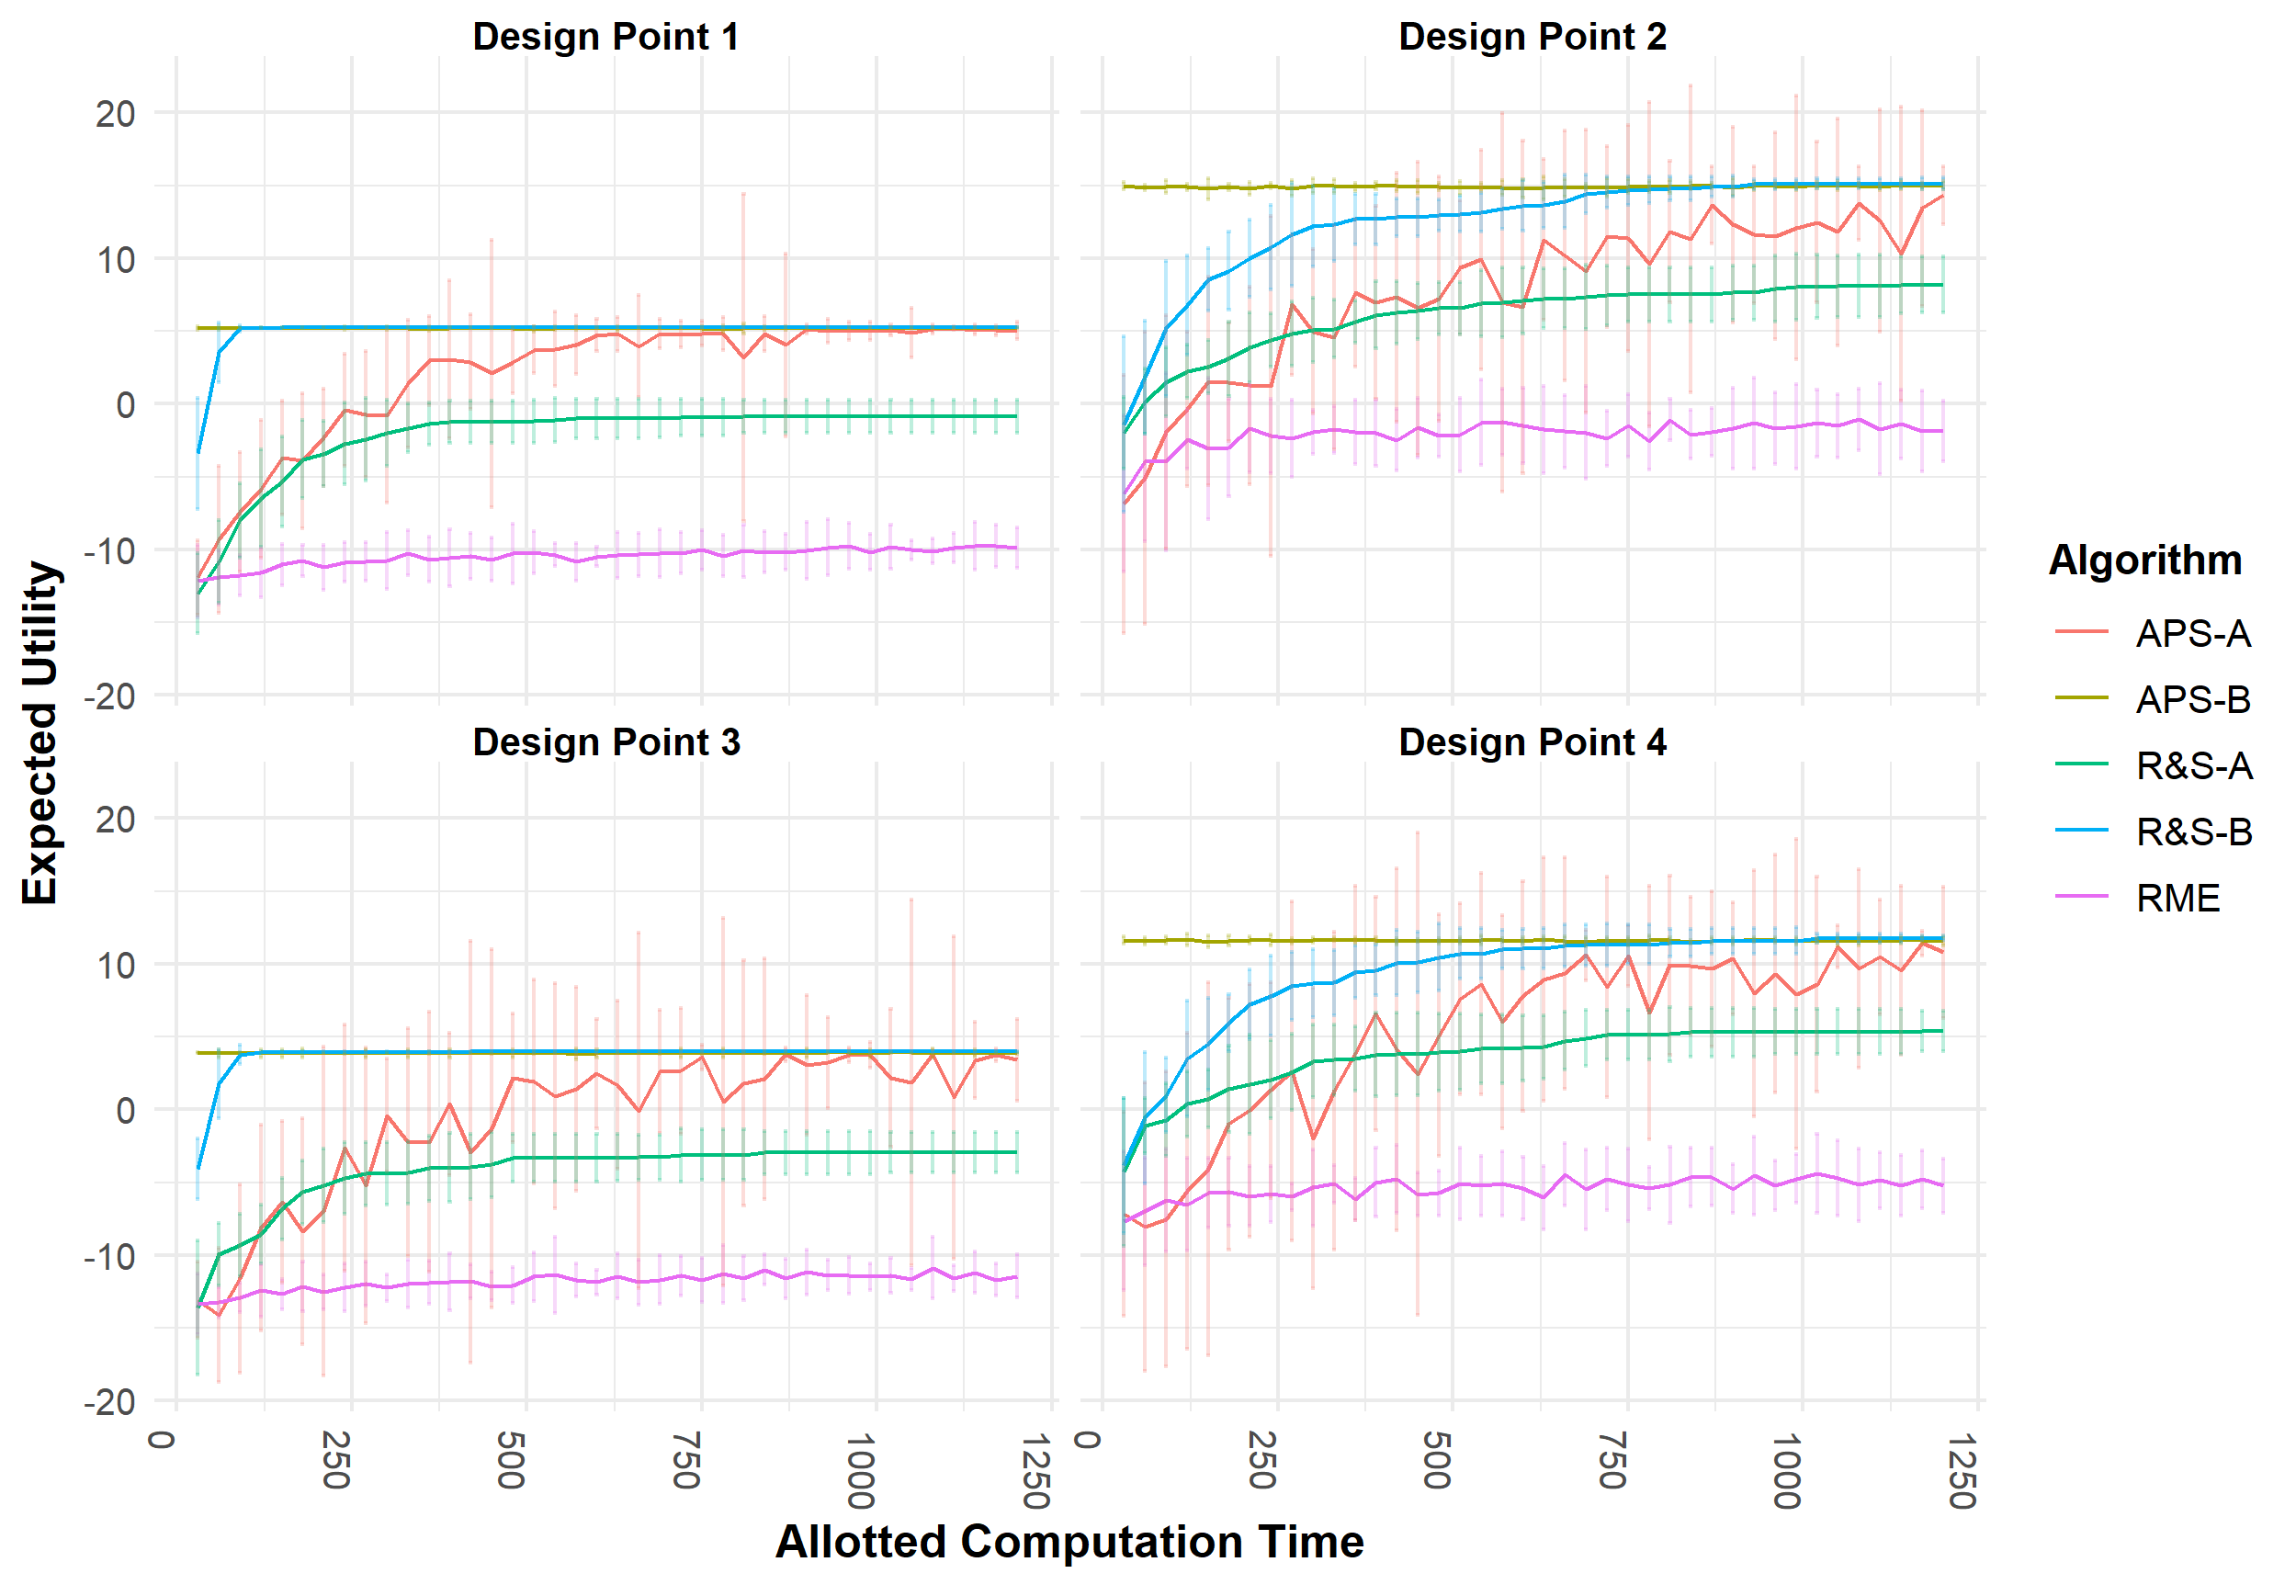 Design Point 1
Design Point 2
20
10
0
-10
-20
Design Point 3
Design Point 4
20
10
0
-10
-20
0
250
500
750
1000
1250
0
250
500
750
1000
1250
Allotted Computation Time
Expected Utility
Algorithm
APS-A
APS-B
R&S-A
R&S-B
RME